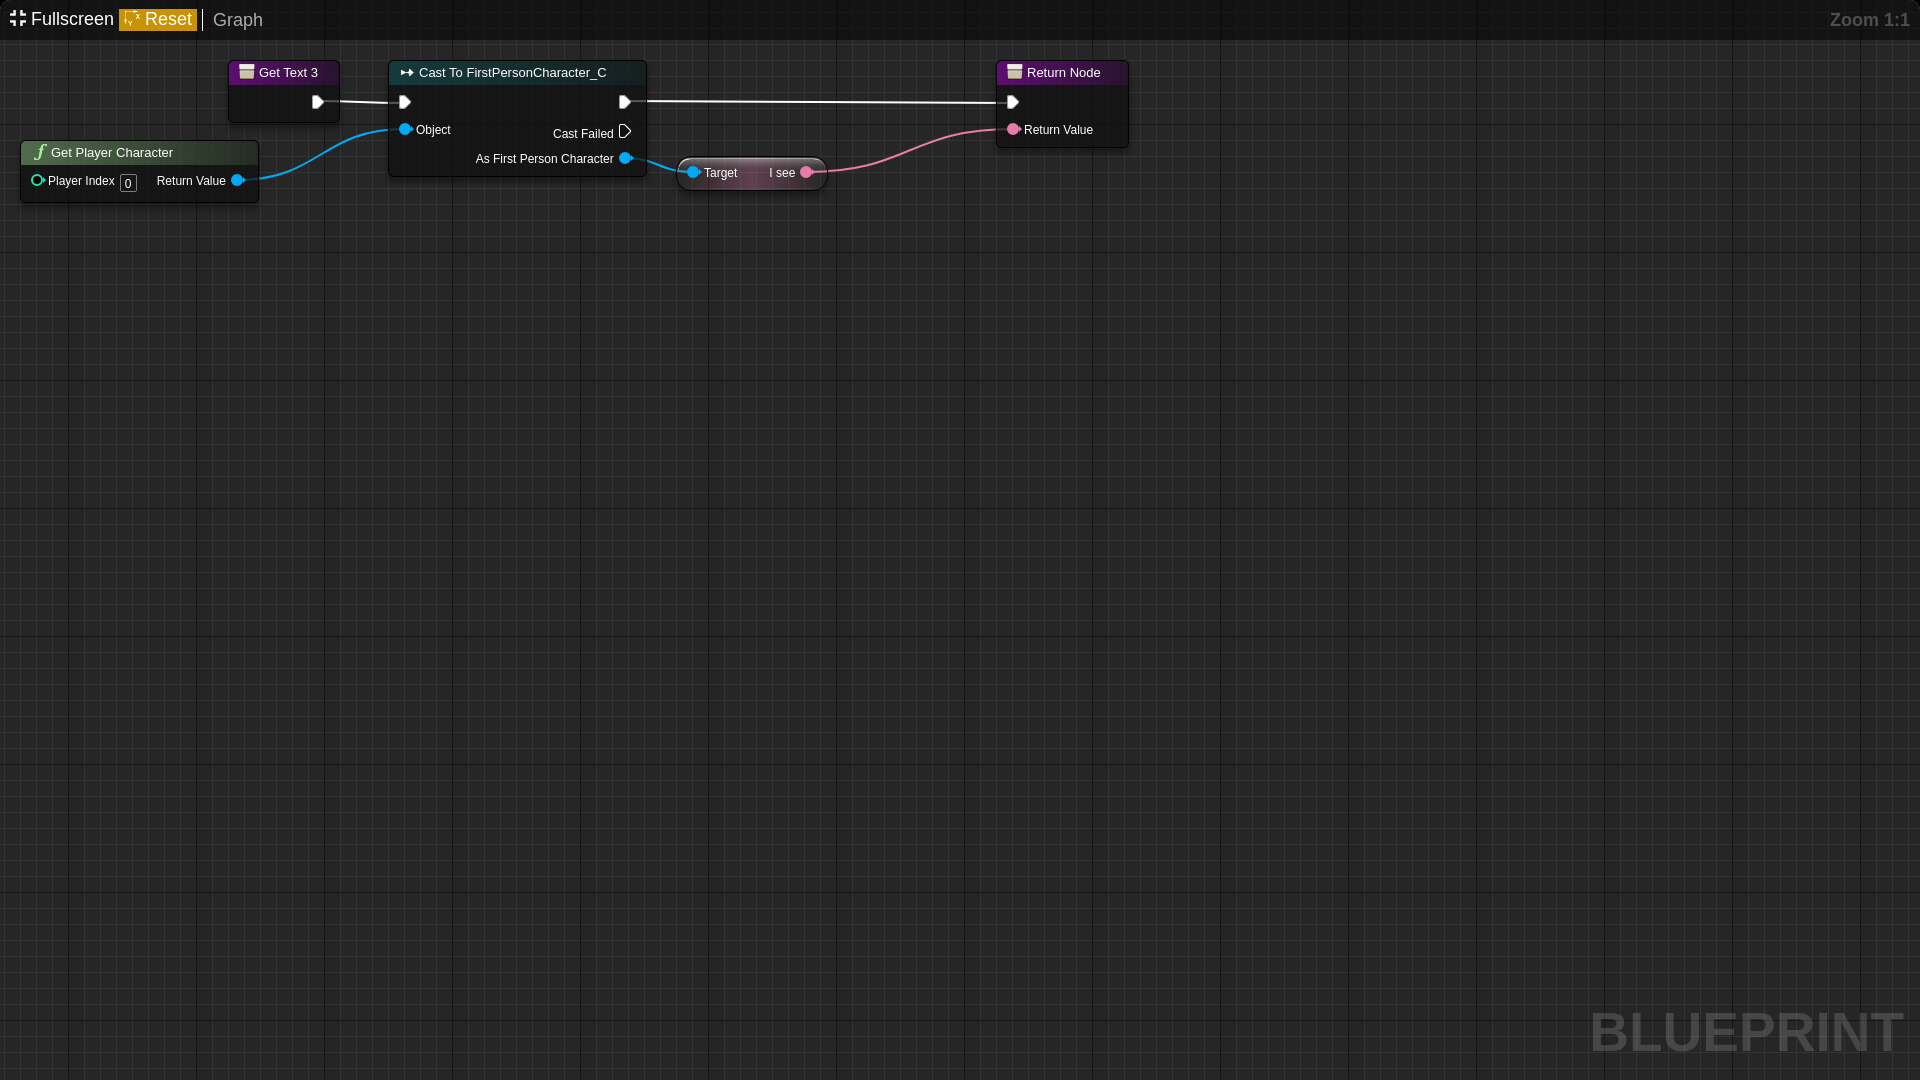 Fullscreen Reset Graph Zoom 1:1
Get Text 3
Cast To FirstPersonCharacter_C
Object
Cast Failed
As First Person Character
Get Player Character
Player Index 0 Return Value
Target I see
Return Node
Return Value
BLUEPRINT